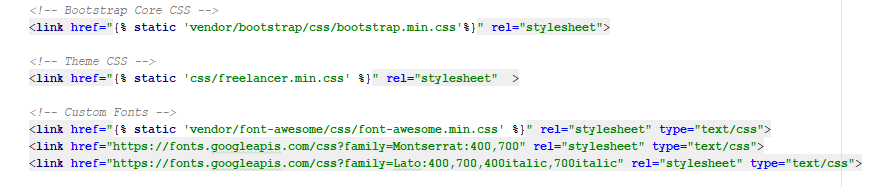 <!-- Bootstrap Core CSS -->
<link href="{% static 'vendor/bootstrap/css/bootstrap.min.css'%}" rel="stylesheet">
<!-- Theme CSS -->
<link href="{% static 'css/freelancer.min.css' %}" rel="stylesheet"  >
<!-- Custom Fonts -->
<link href="{% static 'vendor/font-awesome/css/font-awesome.min.css' %}" rel="stylesheet" type="text/css">
<link href="https://fonts.googleapis.com/css?family=Montserrat:400,700" rel="stylesheet" type="text/css">
<link href="https://fonts.googleapis.com/css?family=Lato:400,700,400italic,700italic" rel="stylesheet" type="text/css">